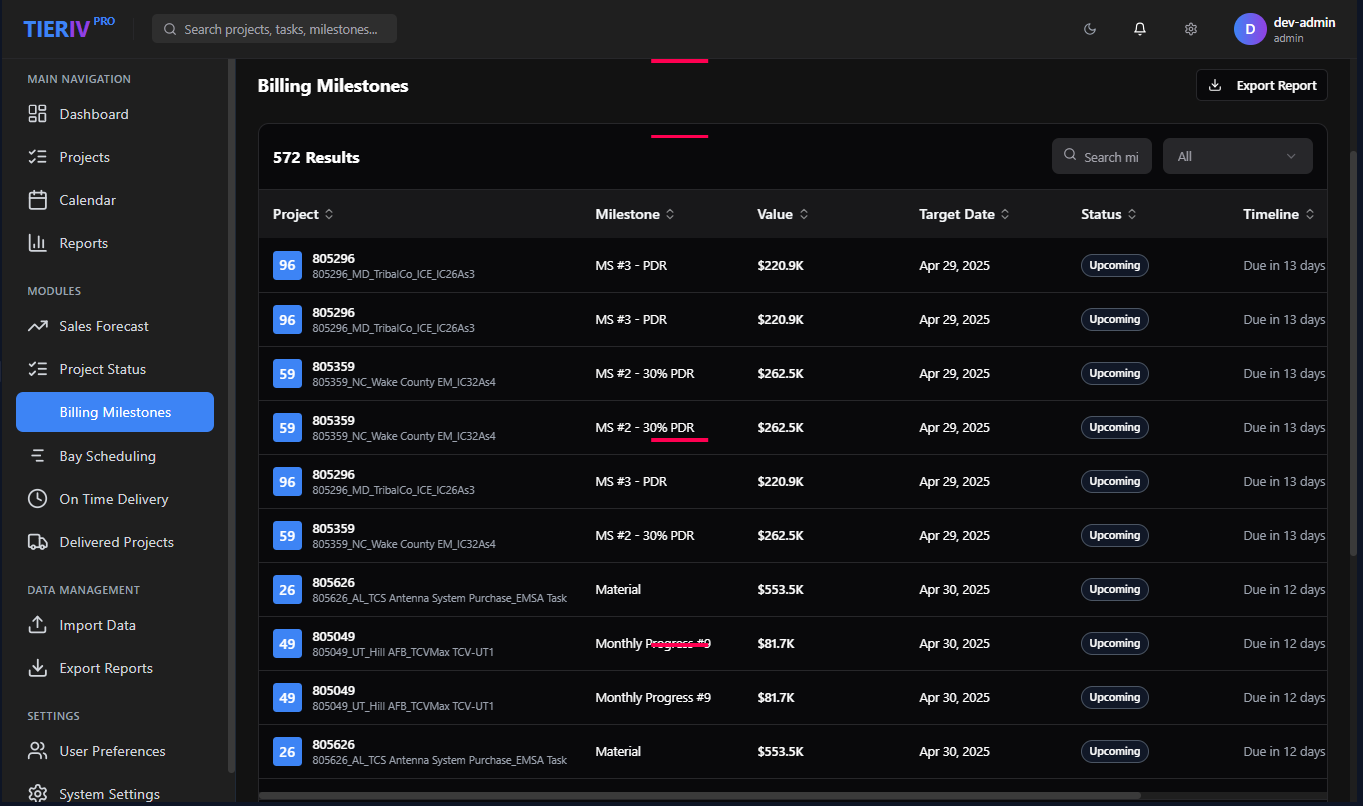 TIERIV PRO
Search projects, tasks, milestones...
D
dev-admin
admin
MAIN NAVIGATION
Dashboard
Projects
Calendar
Reports
MODULES
Sales Forecast
Project Status
Billing Milestones
Bay Scheduling
On Time Delivery
Delivered Projects
DATA MANAGEMENT
Import Data
Export Reports
SETTINGS
User Preferences
System Settings
Billing Milestones
Export Report
572 Results
Search mi
All
Project Milestone Value Target Date Status Timeline
96 805296 MS #3 - PDR $220.9K Apr 29, 2025 Upcoming Due in 13 days
805296_MD_TribalCo_ICE_IC26As3
96 805296 MS #3 - PDR $220.9K Apr 29, 2025 Upcoming Due in 13 days
805296_MD_TribalCo_ICE_IC26As3
59 805359 MS #2 - 30% PDR $262.5K Apr 29, 2025 Upcoming Due in 13 days
805359_NC_Wake County EM_IC32As4
59 805359 MS #2 - 30% PDR $262.5K Apr 29, 2025 Upcoming Due in 13 days
805359_NC_Wake County EM_IC32As4
96 805296 MS #3 - PDR $220.9K Apr 29, 2025 Upcoming Due in 13 days
805296_MD_TribalCo_ICE_IC26As3
59 805359 MS #2 - 30% PDR $262.5K Apr 29, 2025 Upcoming Due in 13 days
805359_NC_Wake County EM_IC32As4
26 805626 Material $553.5K Apr 30, 2025 Upcoming Due in 12 days
805626_AL_TCS Antenna System Purchase_EMSA Task
49 805049 Monthly Progress #9 $81.7K Apr 30, 2025 Upcoming Due in 12 days
805049_UT_Hill AFB_TCVMax TCV-UT1
49 805049 Monthly Progress #9 $81.7K Apr 30, 2025 Upcoming Due in 12 days
805049_UT_Hill AFB_TCVMax TCV-UT1
26 805626 Material $553.5K Apr 30, 2025 Upcoming Due in 12 days
805626_AL_TCS Antenna System Purchase_EMSA Task